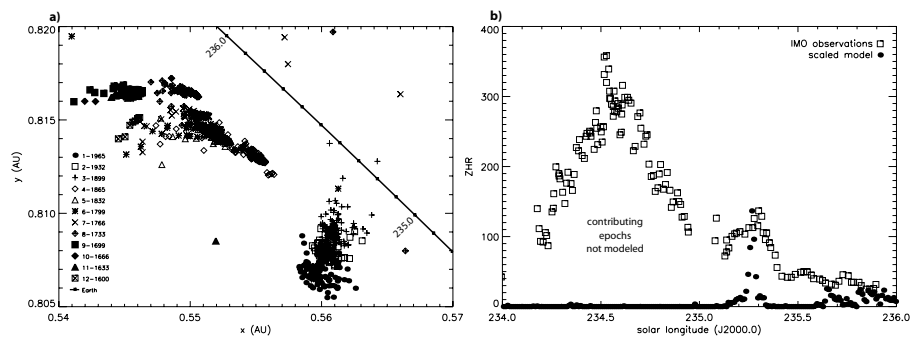 a)
0.820
0.815
0.810
0.805
y (AU)
236.0
235.0
1-1965
2-1932
3-1899
4-1865
5-1832
6-1799
7-1766
8-1733
9-1699
10-1666
11-1633
12-1600
Earth
0.54
0.55
0.56
0.57
x (AU)
b)
400
300
200
100
0
ZHR
IMO observations
scaled model
contributing
epochs
not modeled
234.0
234.5
235.0
235.5
236.0
solar longitude (J2000.0)